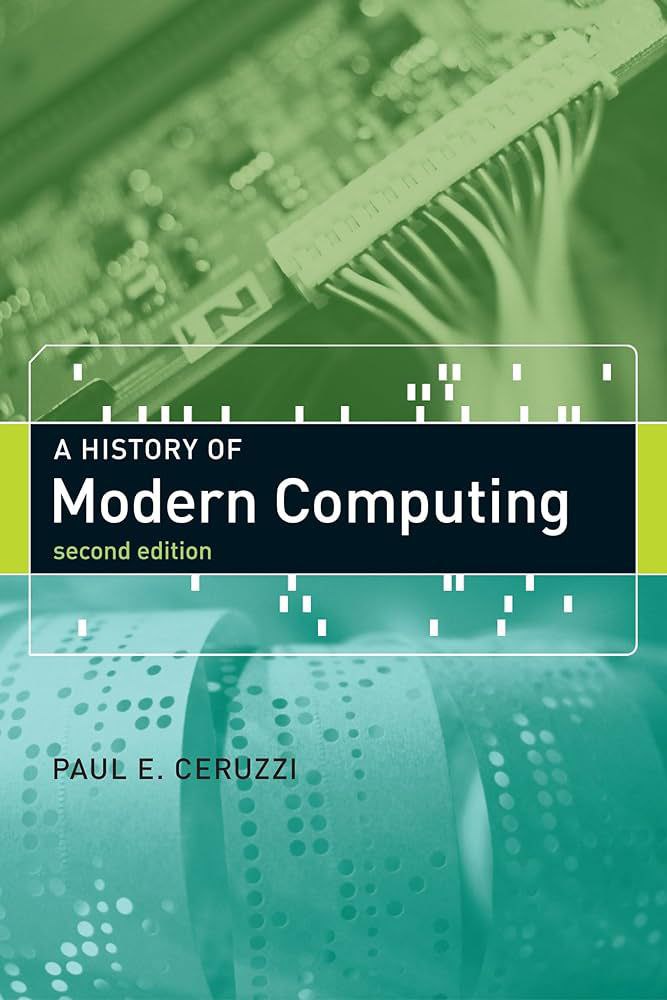 A HISTORY OF
Modern Computing
second edition
PAUL E. CERUZZI